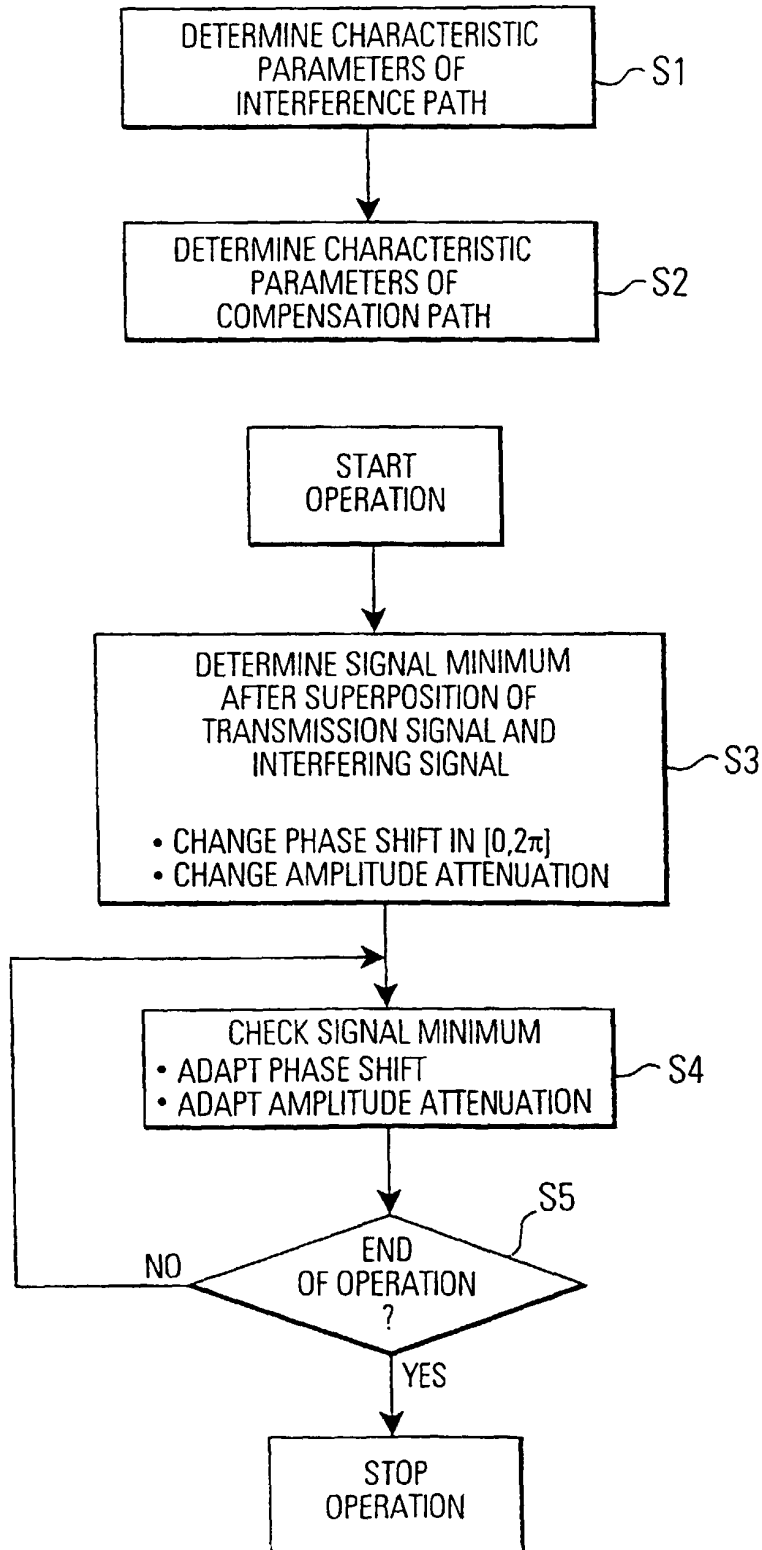 DETERMINE CHARACTERISTIC
PARAMETERS OF
INTERFERENCE PATH
S1
DETERMINE CHARACTERISTIC
PARAMETERS OF
COMPENSATION PATH
S2
START
OPERATION
DETERMINE SIGNAL MINIMUM
AFTER SUPERPOSITION OF
TRANSMISSION SIGNAL AND
INTERFERING SIGNAL
• CHANGE PHASE SHIFT IN [0,2π]
• CHANGE AMPLITUDE ATTENUATION
S3
CHECK SIGNAL MINIMUM
• ADAPT PHASE SHIFT
• ADAPT AMPLITUDE ATTENUATION
S4
S5
END
OF OPERATION
?
NO
YES
STOP
OPERATION